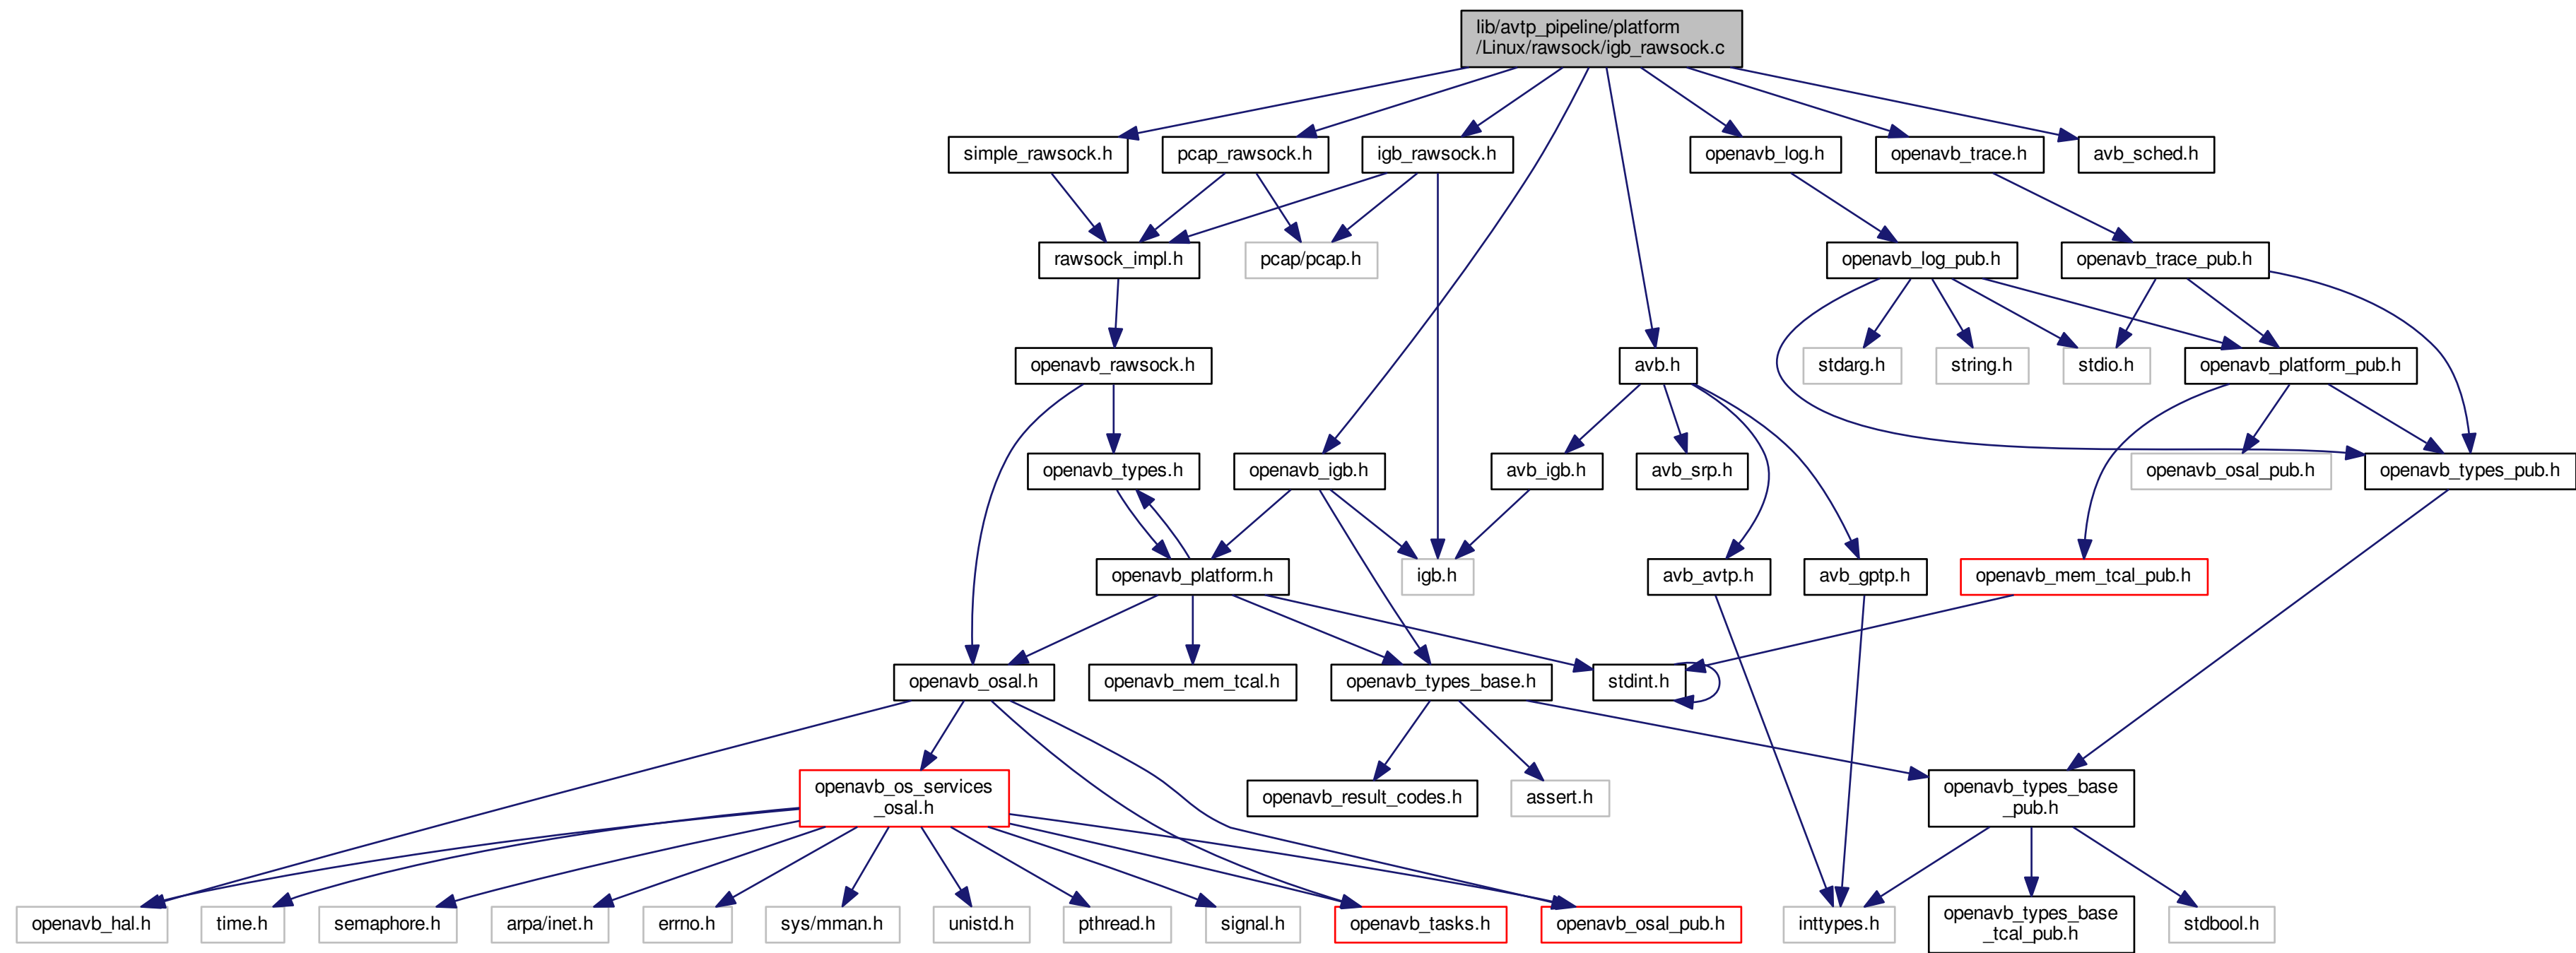 lib/avtp_pipeline/platform
/Linux/rawsock/igb_rawsock.c
simple_rawsock.h
pcap_rawsock.h
igb_rawsock.h
openavb_log.h
openavb_trace.h
avb_sched.h
rawsock_impl.h
pcap/pcap.h
openavb_log_pub.h
openavb_trace_pub.h
openavb_rawsock.h
avb.h
stdarg.h
string.h
stdio.h
openavb_platform_pub.h
openavb_types.h
openavb_igb.h
avb_igb.h
avb_srp.h
openavb_osal_pub.h
openavb_types_pub.h
openavb_platform.h
igb.h
avb_avtp.h
avb_gptp.h
openavb_mem_tcal_pub.h
openavb_osal.h
openavb_mem_tcal.h
openavb_types_base.h
stdint.h
openavb_os_services
_osal.h
openavb_result_codes.h
assert.h
openavb_types_base
_pub.h
openavb_hal.h
time.h
semaphore.h
arpa/inet.h
errno.h
sys/mman.h
unistd.h
pthread.h
signal.h
openavb_tasks.h
openavb_osal_pub.h
inttypes.h
openavb_types_base
_tcal_pub.h
stdbool.h